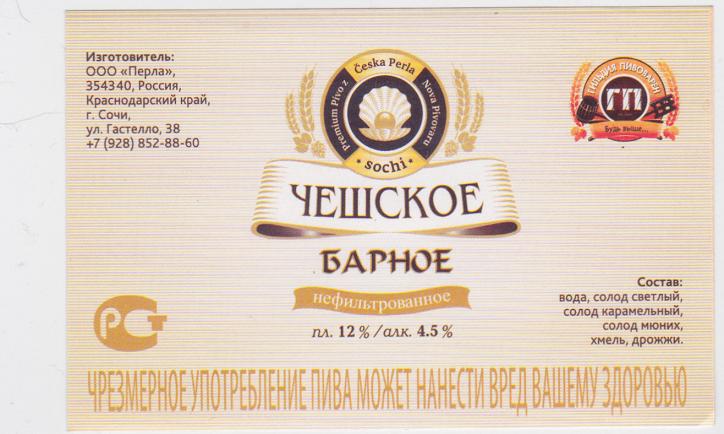 Изготовитель:
ООО «Перла»,
354340, Россия,
Краснодарский край,
г. Сочи,
ул. Гастелло, 38
+7 (928) 852-88-60
Česka Perla
Premium Pivo z
Nova Pivovaru
sochi
ЧЕШСКОЕ
БАРНОЕ
нефильтрованное
пл. 12 % /алк. 4.5 %
ГИЛЬДИЯ ПИВОВАРЕН
ГП
Будь выше...
Состав:
вода, солод светлый,
солод карамельный,
солод мюних,
хмель, дрожжи.
РСТ
ЧРЕЗМЕРНОЕ УПОТРЕБЛЕНИЕ ПИВА МОЖЕТ НАНЕСТИ ВРЕД ВАШЕМУ ЗДОРОВЬЮ